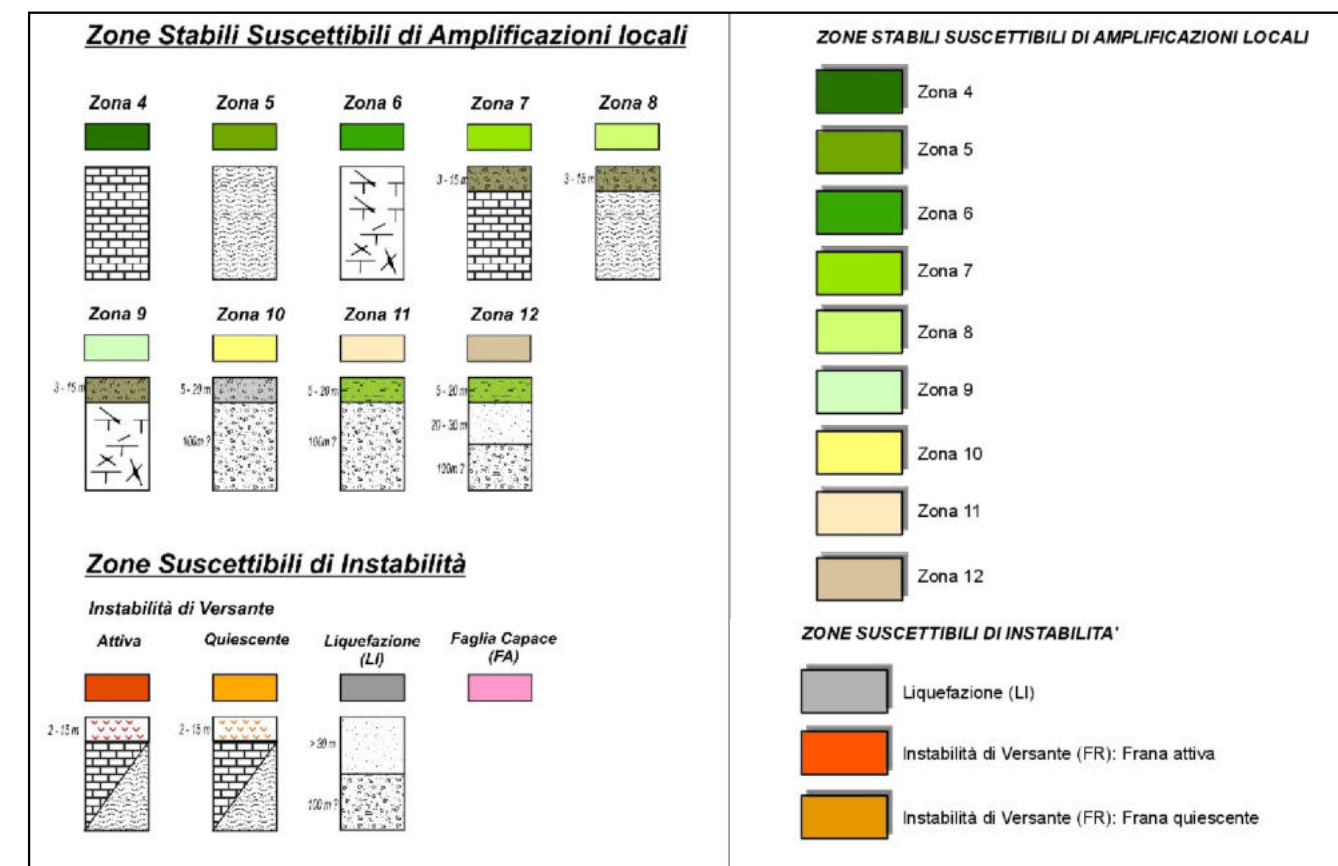 Zone Stabili Suscettibili di Amplificazioni locali
Zona 4 Zona 5 Zona 6 Zona 7 Zona 8
3 - 15 m 3 - 15 m
Zona 9 Zona 10 Zona 11 Zona 12
3 - 15 m 5 - 20 m 5 - 20 m 5 - 20 m
20 - 30 m
100m ? 100m ? 100m ?
Zone Suscettibili di Instabilità
Instabilità di Versante
Attiva Quiescente Liquefazione Faglia Capace
(LI) (FA)
2 - 15 m 2 - 15 m > 30 m
100 m ?
ZONE STABILI SUSCETTIBILI DI AMPLIFICAZIONI LOCALI
Zona 4
Zona 5
Zona 6
Zona 7
Zona 8
Zona 9
Zona 10
Zona 11
Zona 12
ZONE SUSCETTIBILI DI INSTABILITA'
Liquefazione (LI)
Instabilità di Versante (FR): Frana attiva
Instabilità di Versante (FR): Frana quiescente